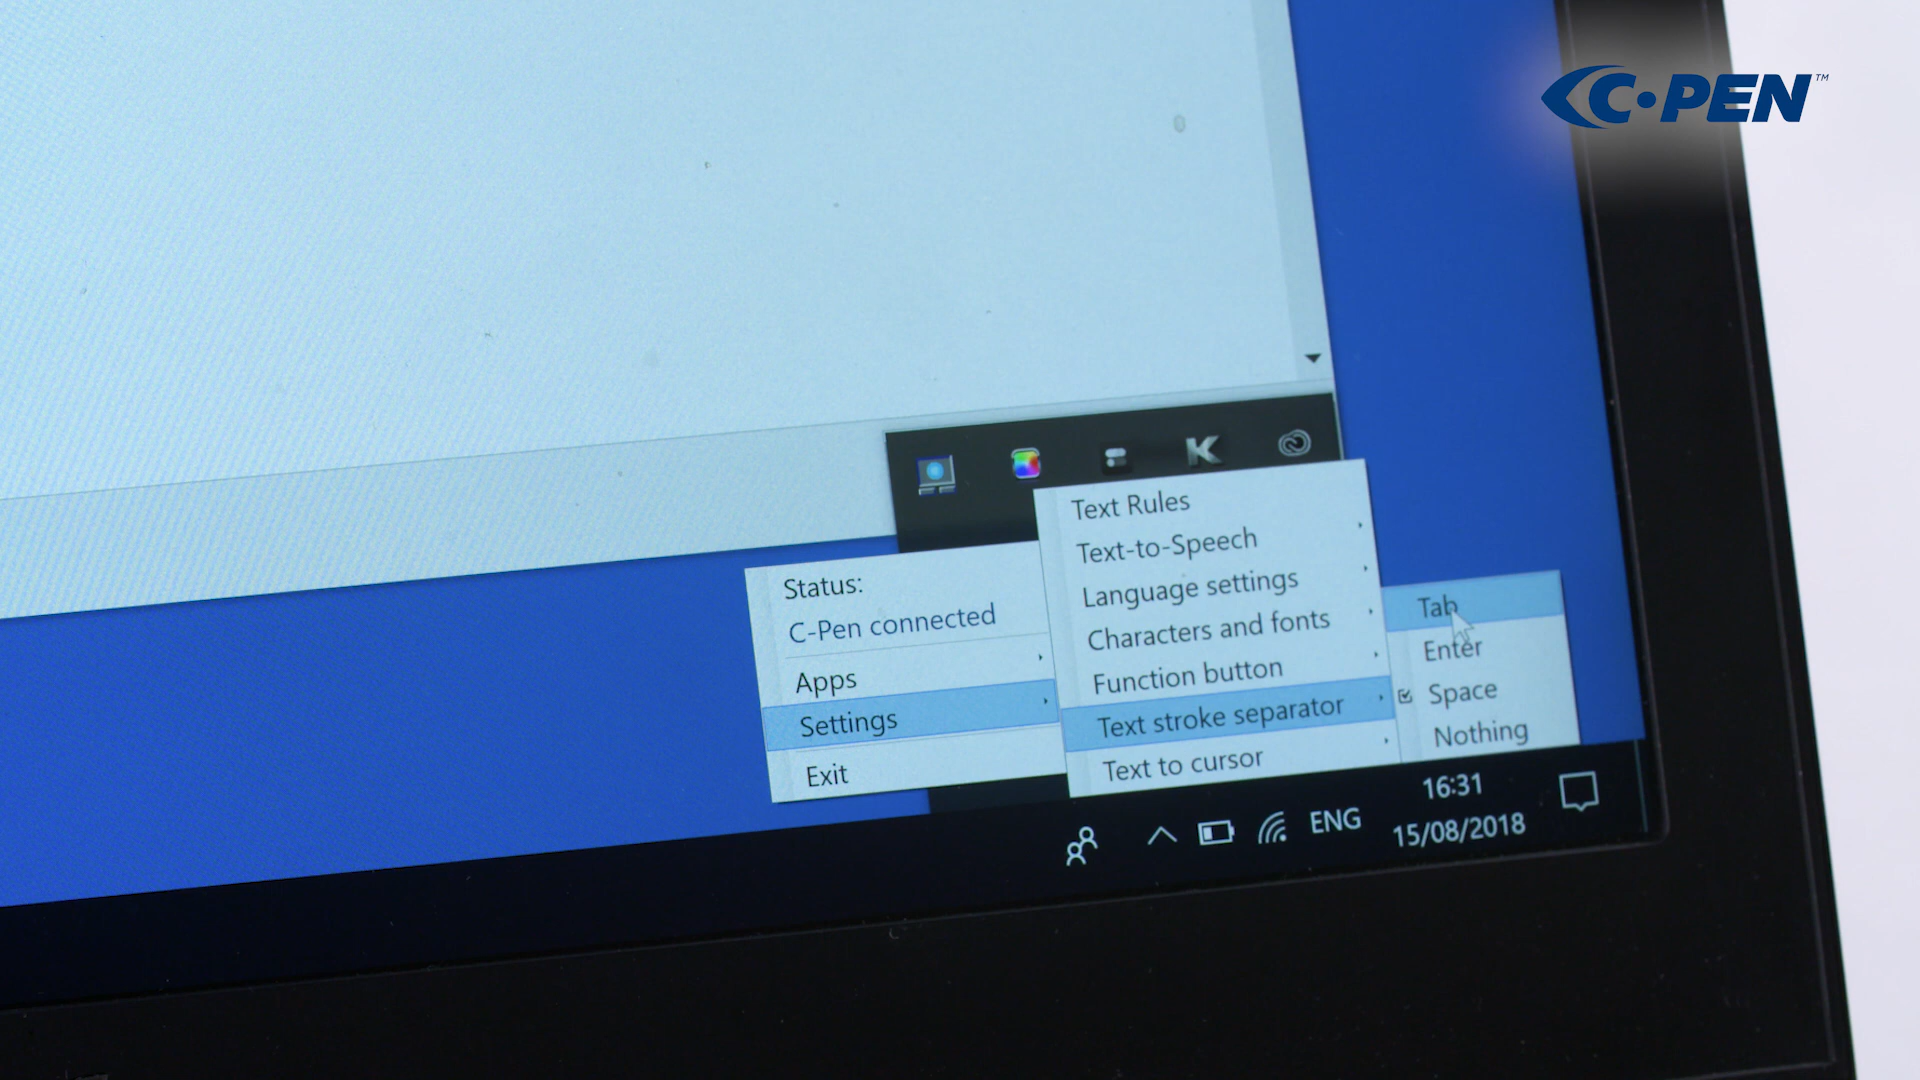 C-PEN™
Text Rules
Text-to-Speech
Language settings
Characters and fonts
Function button
Text stroke separator
Text to cursor
Status:
C-Pen connected
Apps
Settings
Exit
Tab
Enter
Space
Nothing
ENG
16:31
15/08/2018